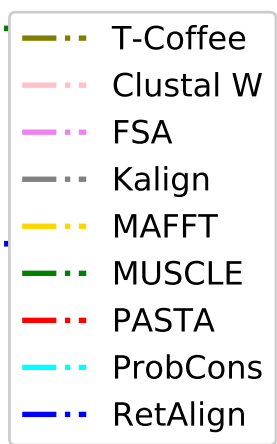 T-Coffee
Clustal W
FSA
Kalign
MAFFT
MUSCLE
PASTA
ProbCons
RetAlign